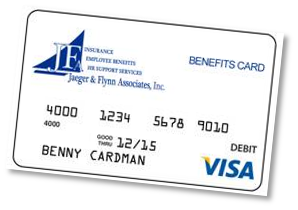 JFA
INSURANCE
EMPLOYEE BENEFITS
HR SUPPORT SERVICES
Jaeger & Flynn Associates, Inc.
BENEFITS CARD
4000 1234 5678 9010
4000
GOOD THRU 12/15
DEBIT
BENNY CARDMAN
VISA